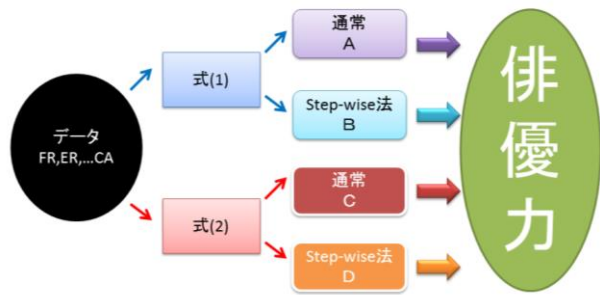 データ
FR,ER,…CA
式(1)
式(2)
通常
A
Step-wise法
B
通常
C
Step-wise法
D
俳
優
力